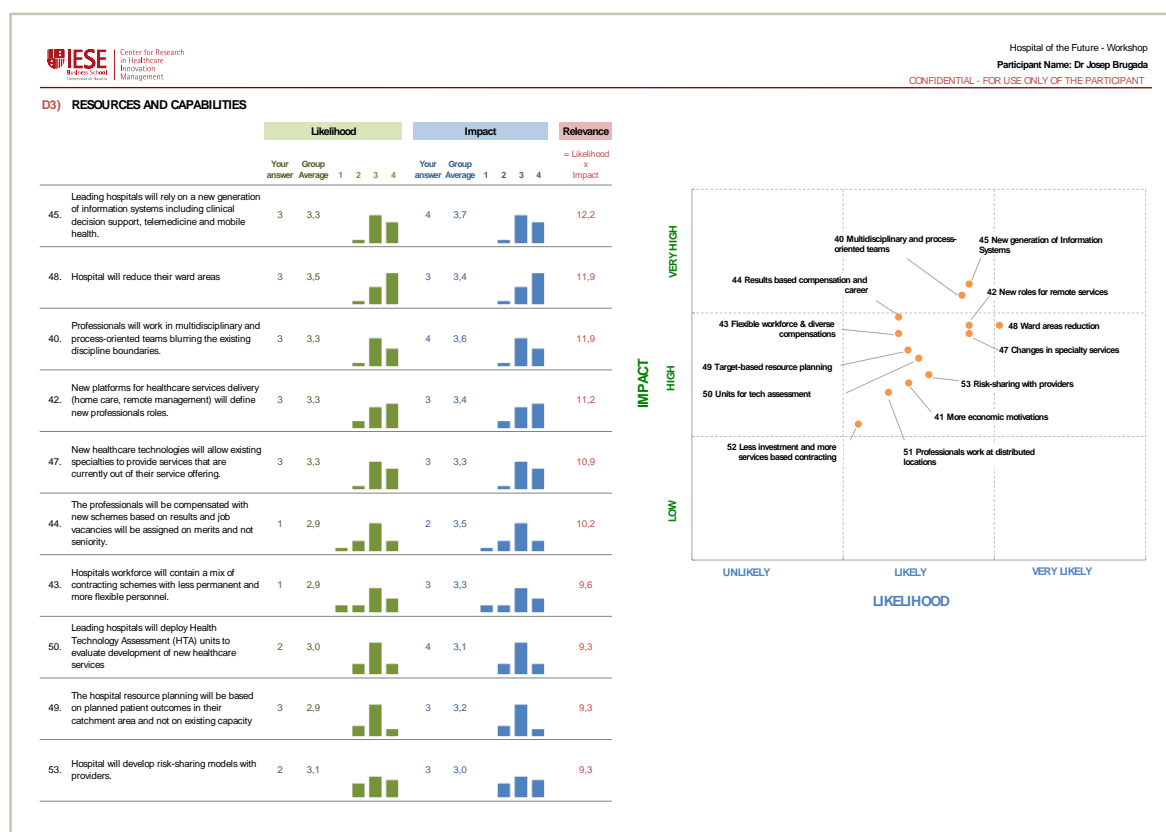 IESE
Business School
Universidad de Navarra
Center for Research
in Healthcare
Innovation
Management
Hospital of the Future - Workshop
Participant Name: Dr Josep Brugada
CONFIDENTIAL - FOR USE ONLY OF THE PARTICIPANT
D3) RESOURCES AND CAPABILITIES
Likelihood Impact Relevance
Your answer Group Average 1 2 3 4 Your answer Group Average 1 2 3 4 = Likelihood x Impact
45. Leading hospitals will rely on a new generation
of information systems including clinical
decision support, telemedicine and mobile
health.
3 3,3 4 3,7 12,2
48. Hospital will reduce their ward areas 3 3,5 3 3,4 11,9
40. Professionals will work in multidisciplinary and
process-oriented teams blurring the existing
discipline boundaries.
3 3,3 4 3,6 11,9
42. New platforms for healthcare services delivery
(home care, remote management) will define
new professionals roles.
3 3,3 3 3,4 11,2
47. New healthcare technologies will allow existing
specialties to provide services that are
currently out of their service offering.
3 3,3 3 3,3 10,9
44. The professionals will be compensated with
new schemes based on results and job
vacancies will be assigned on merits and not
seniority.
1 2,9 2 3,5 10,2
43. Hospitals workforce will contain a mix of
contracting schemes with less permanent and
more flexible personnel.
1 2,9 3 3,3 9,6
50. Leading hospitals will deploy Health
Technology Assessment (HTA) units to
evaluate development of new healthcare
services
2 3,0 4 3,1 9,3
49. The hospital resource planning will be based
on planned patient outcomes in their
catchment area and not on existing capacity
3 2,9 3 3,2 9,3
53. Hospital will develop risk-sharing models with
providers.
2 3,1 3 3,0 9,3
IMPACT
VERY HIGH
HIGH
LOW
40 Multidisciplinary and process-
oriented teams
45 New generation of Information
Systems
44 Results based compensation and
career
42 New roles for remote services
43 Flexible workforce & diverse
compensations
48 Ward areas reduction
47 Changes in specialty services
49 Target-based resource planning
53 Risk-sharing with providers
50 Units for tech assessment
41 More economic motivations
52 Less investment and more
services based contracting
51 Professionals work at distributed
locations
UNLIKELY LIKELY VERY LIKELY
LIKELIHOOD